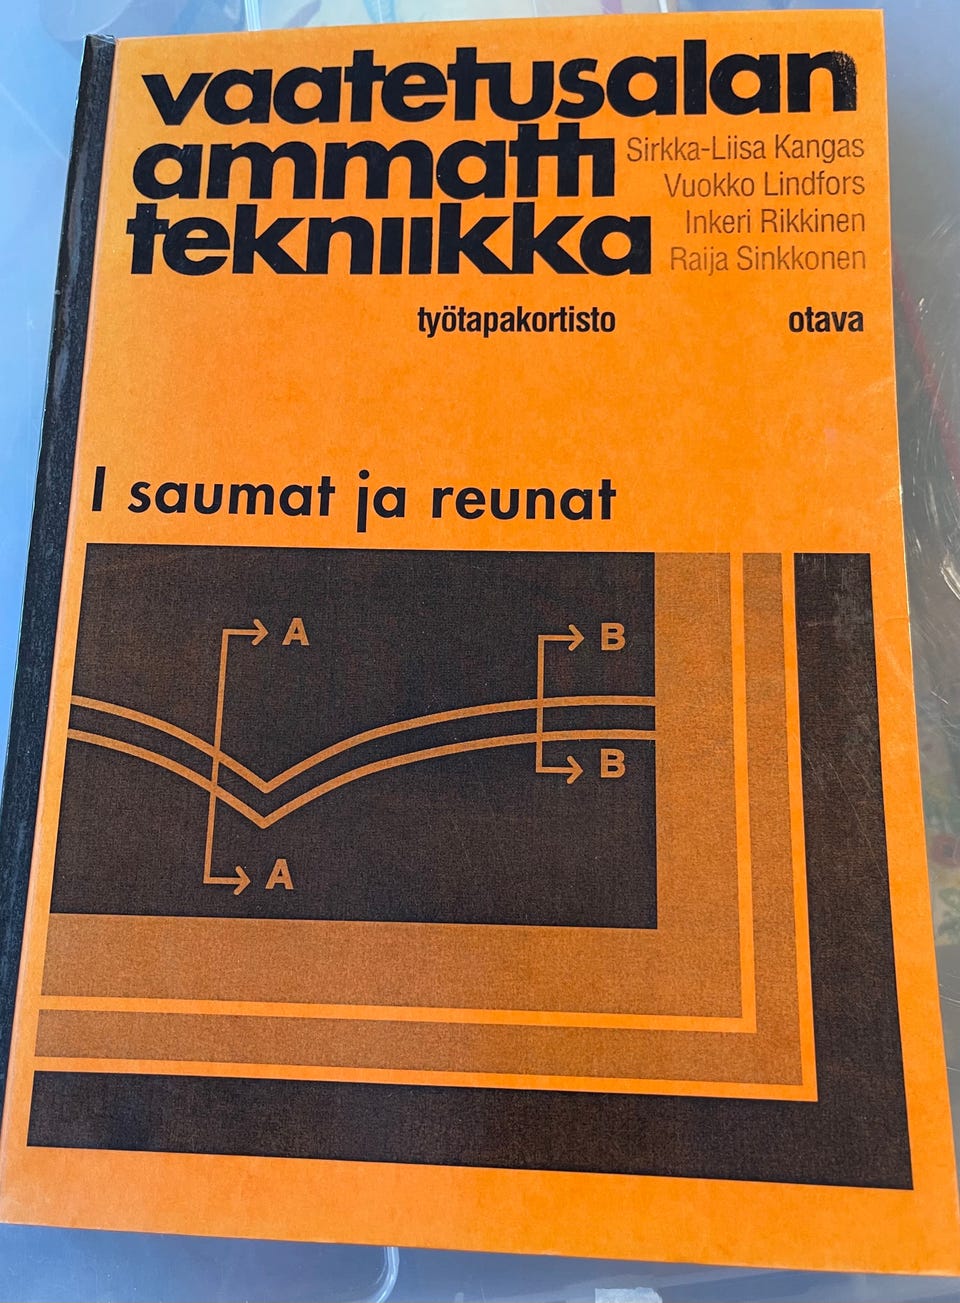 vaatetusalan
ammatti
tekniikka
Sirkka-Liisa Kangas
Vuokko Lindfors
Inkeri Rikkinen
Raija Sinkkonen
työtapakortisto
otava
I saumat ja reunat
A
B
B
A